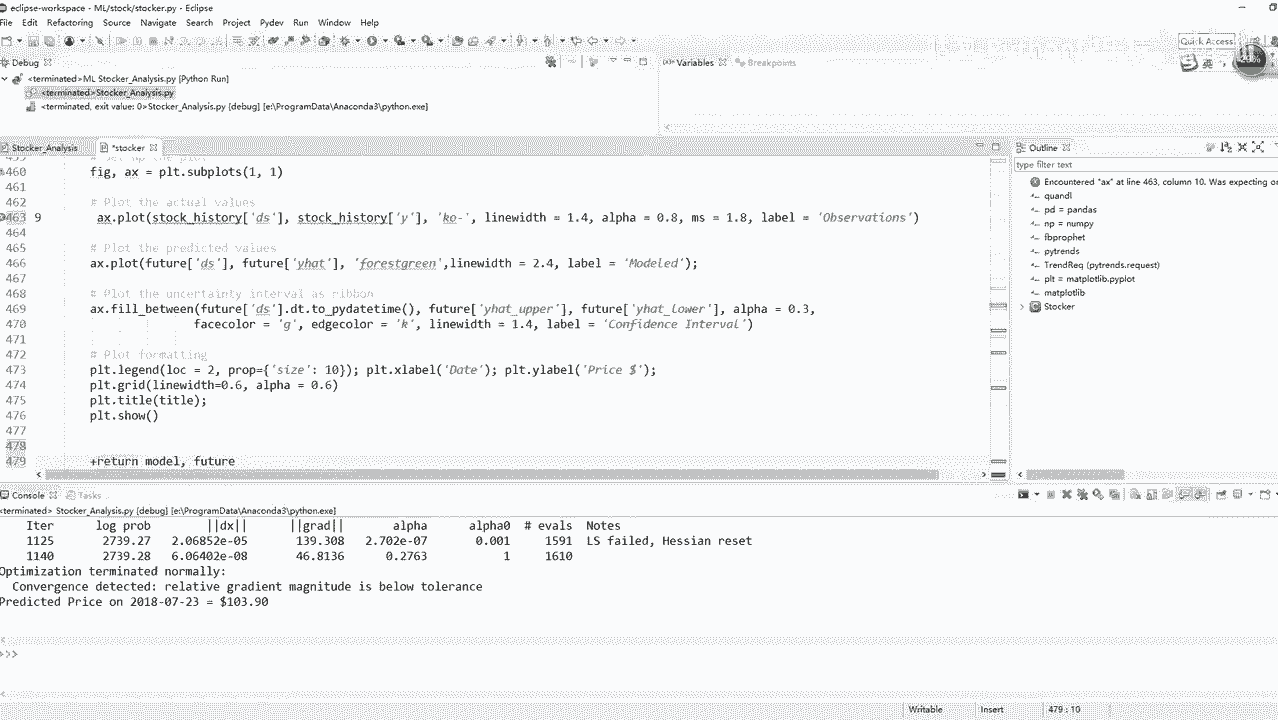 eclipse-workspace - ML/stock/stocker.py - Eclipse
File Edit Refactoring Source Navigate Search Project Pydev Run Window Help
Quick Access
Debug
<terminated>ML Stocker_Analysis.py [Python Run]
<terminated>Stocker_Analysis.py
<terminated, exit value: 0>Stocker_Analysis.py [debug] [e:\ProgramData\Anaconda3\python.exe]
(x)= Variables Breakpoints
Stocker_Analysis *stocker
# Set up the plot
460 fig, ax = plt.subplots(1, 1)
461
462 # Plot the actual values
463 9 ax.plot(stock_history['ds'], stock_history['y'], 'ko-', linewidth = 1.4, alpha = 0.8, ms = 1.8, label = 'Observations')
464
465 # Plot the predicted values
466 ax.plot(future['ds'], future['yhat'], 'forestgreen',linewidth = 2.4, label = 'Modeled');
467
468 # Plot the uncertainty interval as ribbon
469 ax.fill_between(future['ds'].dt.to_pydatetime(), future['yhat_upper'], future['yhat_lower'], alpha = 0.3,
470 facecolor = 'g', edgecolor = 'k', linewidth = 1.4, label = 'Confidence Interval')
471
472 # Plot formatting
473 plt.legend(loc = 2, prop={'size': 10}); plt.xlabel('Date'); plt.ylabel('Price $');
474 plt.grid(linewidth=0.6, alpha = 0.6)
475 plt.title(title);
476 plt.show()
477
478
479 +return model, future
Outline
type filter text
Encountered "ax" at line 463, column 10. Was expecting
quandl
pd = pandas
np = numpy
fbprophet
pytrends
TrendReq (pytrends.request)
plt = matplotlib.pyplot
matplotlib
Stocker
Console Tasks
<terminated> Stocker_Analysis.py [debug] [e:\ProgramData\Anaconda3\python.exe]
Iter log prob ||dx|| ||grad|| alpha alpha0 # evals Notes
1125 2739.27 2.06852e-05 139.308 2.702e-07 0.001 1591 LS failed, Hessian reset
1140 2739.28 6.06402e-08 46.8136 0.2763 1 1610
Optimization terminated normally:
Convergence detected: relative gradient magnitude is below tolerance
Predicted Price on 2018-07-23 = $103.90
>>>
Writable Insert 479 : 10